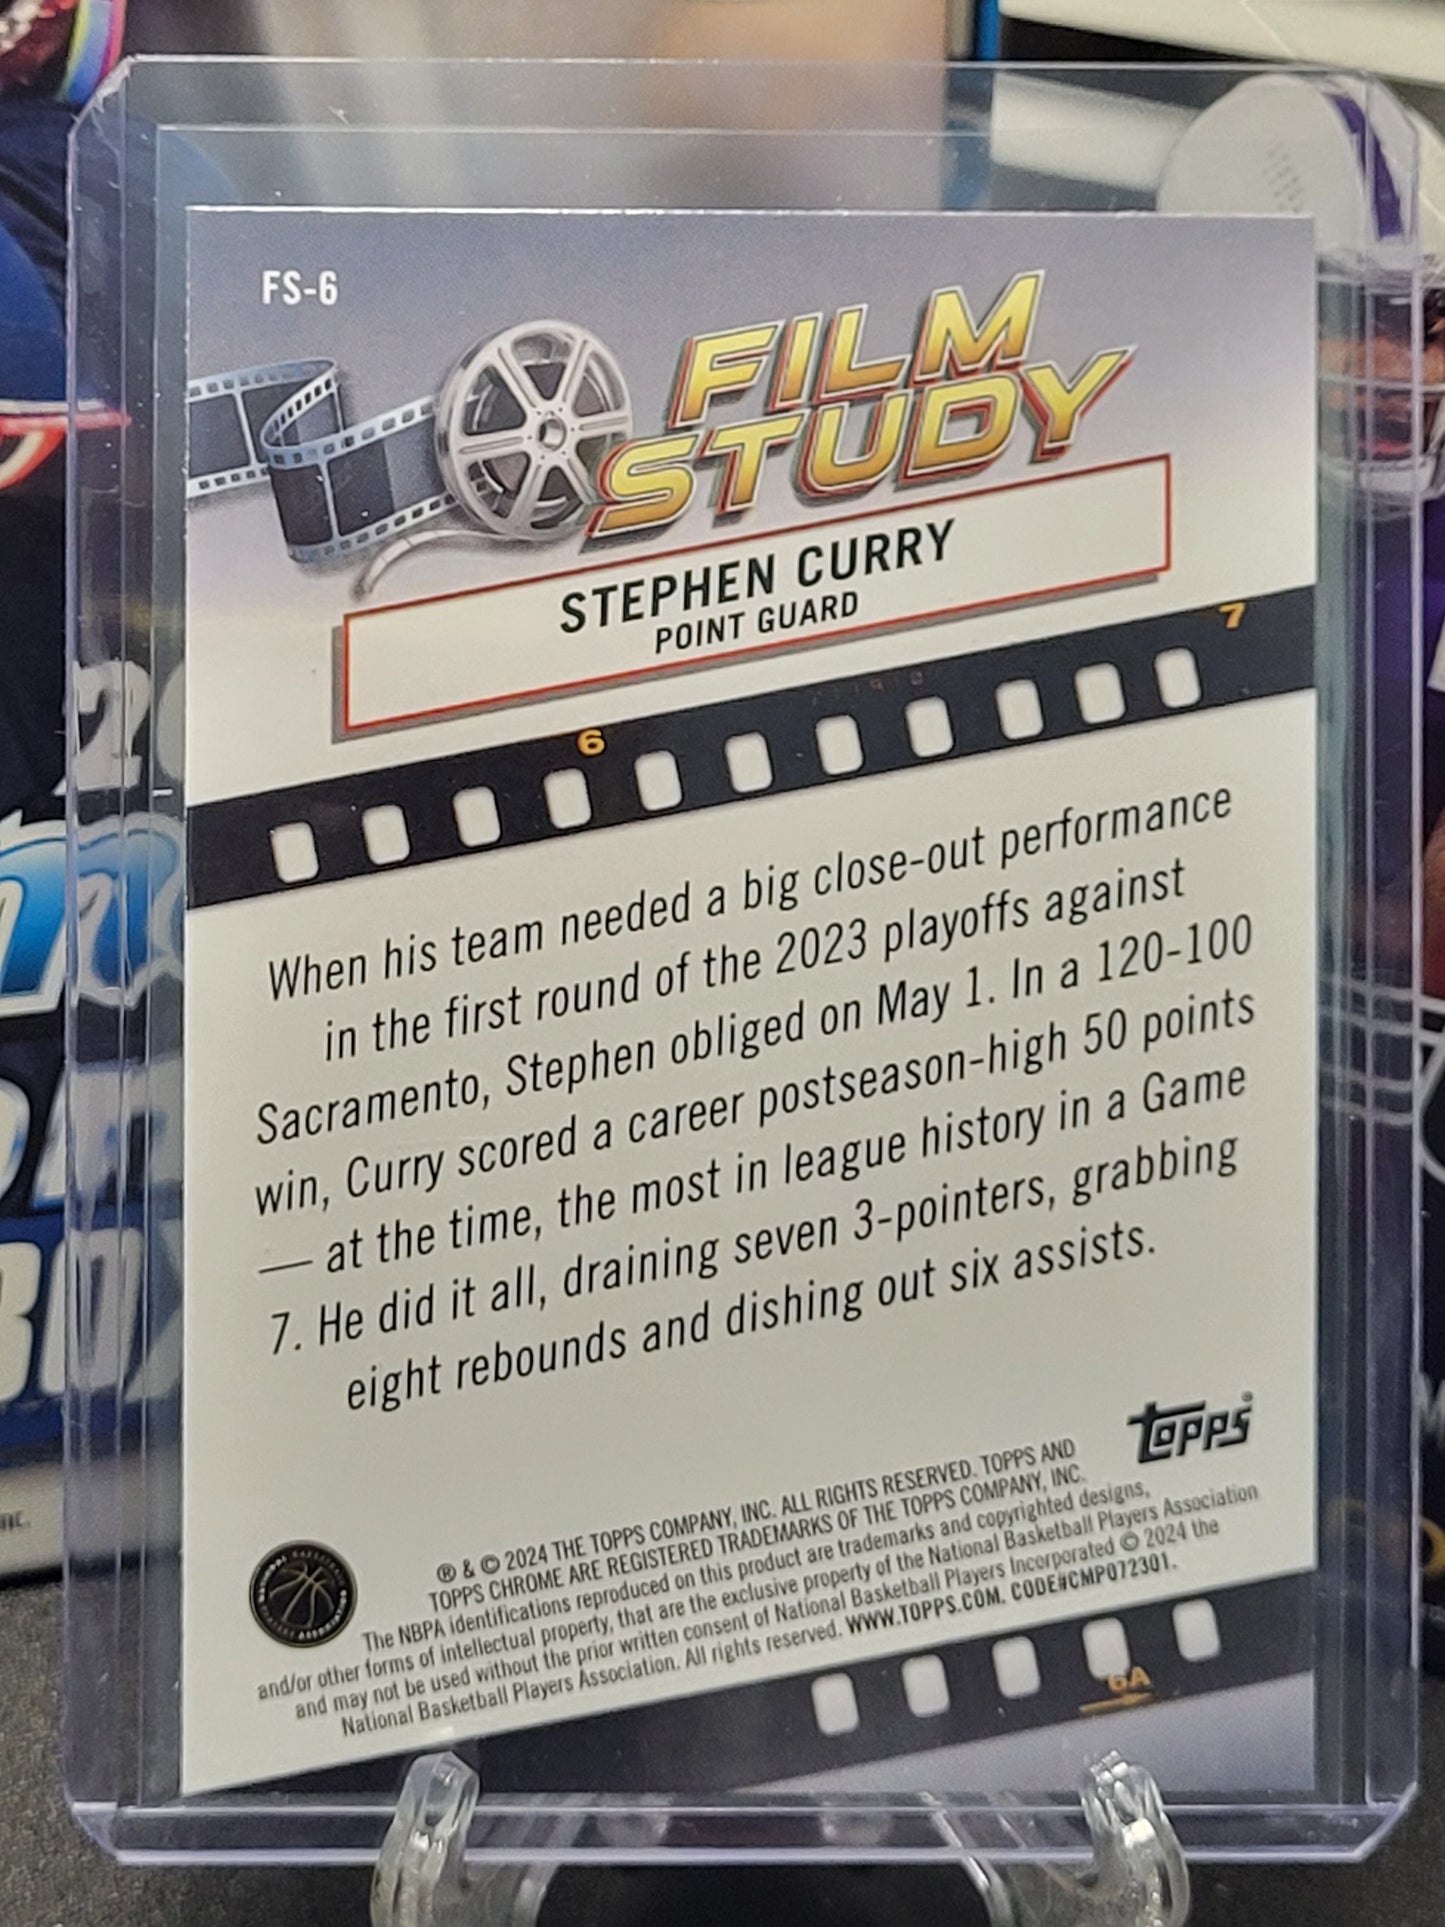 FS-6
FILM
STUDY
STEPHEN CURRY
POINT GUARD
7
6
When his team needed a big close-out performance
in the first round of the 2023 playoffs against
Sacramento, Stephen obliged on May 1. In a 120-100
win, Curry scored a career postseason-high 50 points
— at the time, the most in league history in a Game
7. He did it all, draining seven 3-pointers, grabbing
eight rebounds and dishing out six assists.
Topps
® & © 2024 THE TOPPS COMPANY, INC. ALL RIGHTS RESERVED. TOPPS AND
TOPPS CHROME ARE REGISTERED TRADEMARKS OF THE TOPPS COMPANY, INC.
The NBPA identifications reproduced on this product are trademarks and copyrighted designs,
and/or other forms of intellectual property, that are the exclusive property of the National Basketball Players Association
and may not be used without the prior written consent of National Basketball Players Incorporated © 2024 the
National Basketball Players Association. All rights reserved. WWW.TOPPS.COM. CODE#CMP072301.
6A